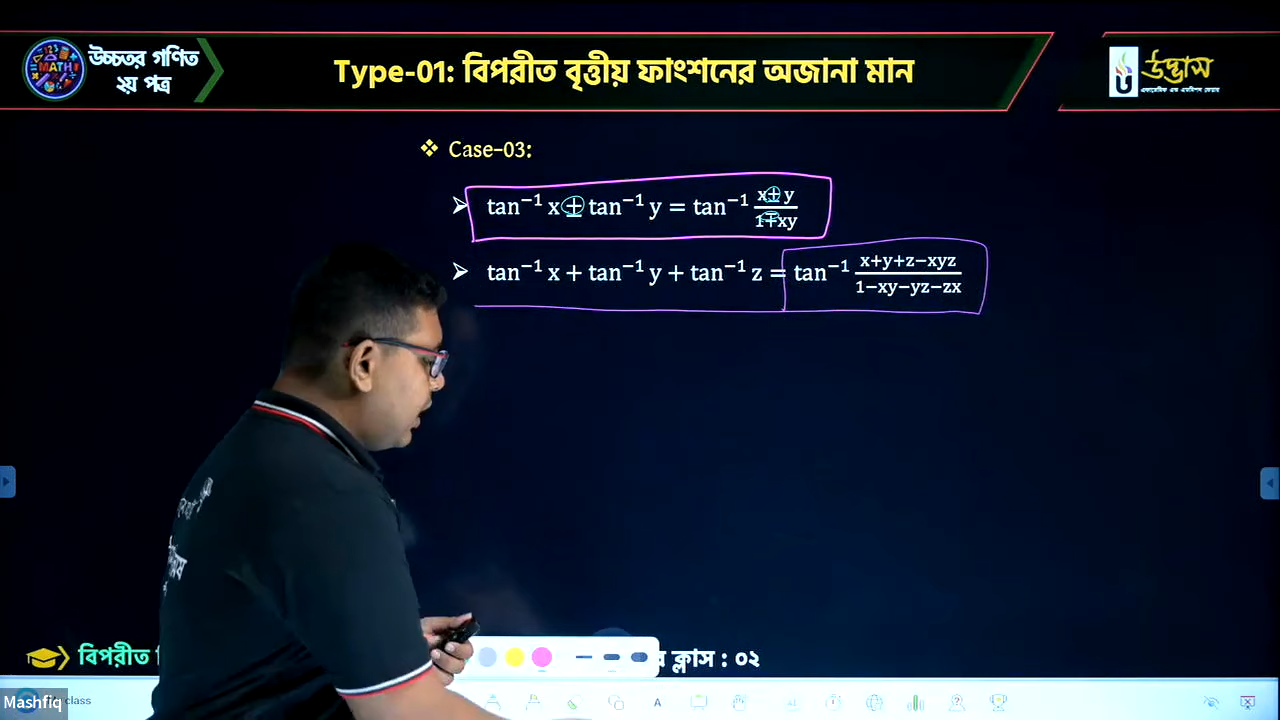 উচ্চতর গণিত
২য় পত্র
Type-01: বিপরীত বৃত্তীয় ফাংশনের অজানা মান
উদ্ভাস
❖ Case-03:
➢ tan⁻¹ x ± tan⁻¹ y = tan⁻¹ (x±y)/(1∓xy)
➢ tan⁻¹ x + tan⁻¹ y + tan⁻¹ z = tan⁻¹ (x+y+z−xyz)/(1−xy−yz−zx)
বিপরীত
ক্লাস : ০২
class
Mashfiq